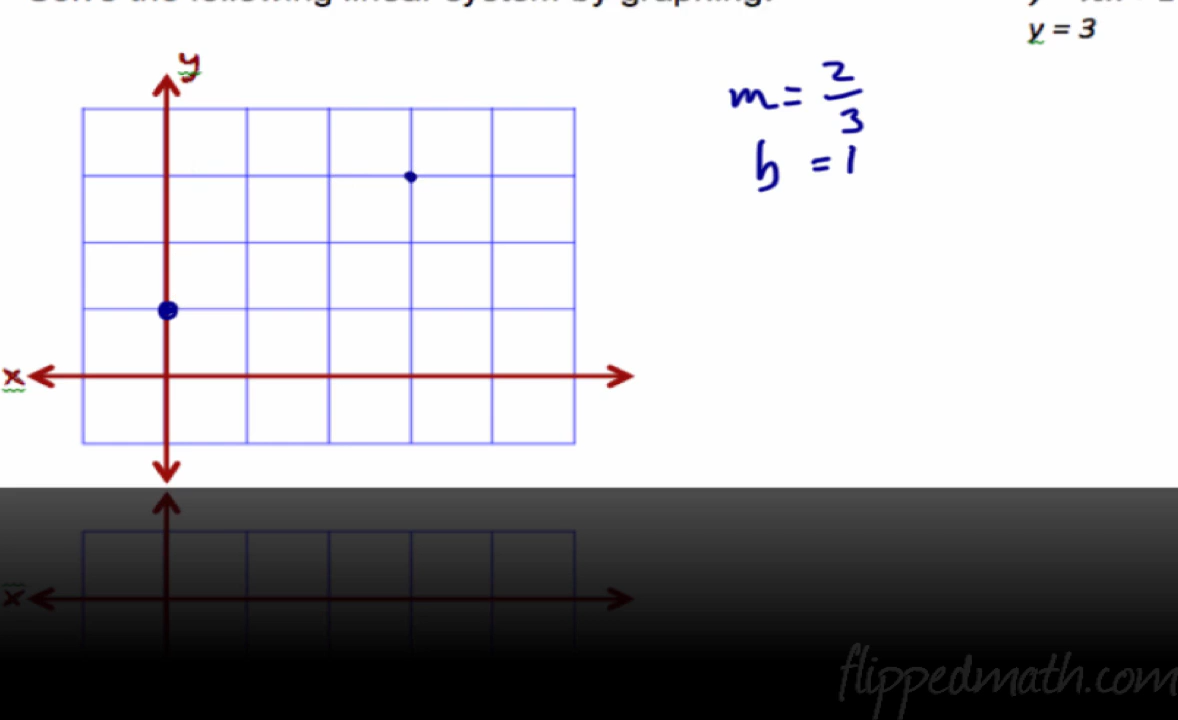 y = 3
y
m = 2/3
b = 1
x
x
flippedmath.com